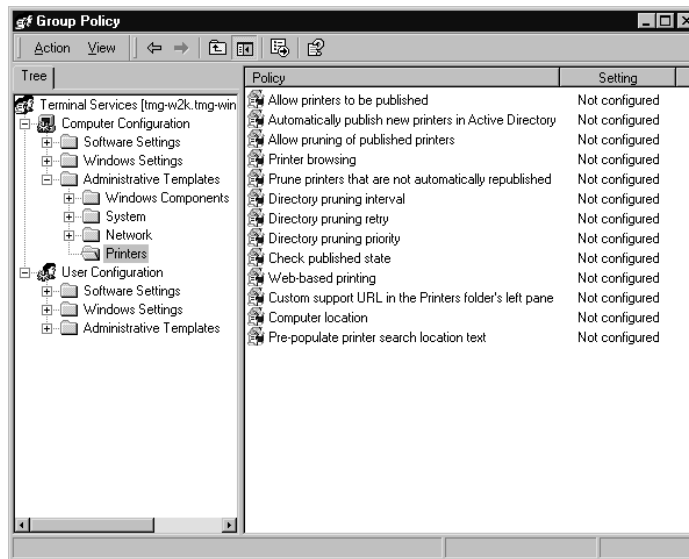 Group Policy
Action View
Tree
Policy Setting
Terminal Services [tmg-w2k.tmg-win
Computer Configuration
Software Settings
Windows Settings
Administrative Templates
Windows Components
System
Network
Printers
User Configuration
Software Settings
Windows Settings
Administrative Templates
Allow printers to be published Not configured
Automatically publish new printers in Active Directory Not configured
Allow pruning of published printers Not configured
Printer browsing Not configured
Prune printers that are not automatically republished Not configured
Directory pruning interval Not configured
Directory pruning retry Not configured
Directory pruning priority Not configured
Check published state Not configured
Web-based printing Not configured
Custom support URL in the Printers folder's left pane Not configured
Computer location Not configured
Pre-populate printer search location text Not configured